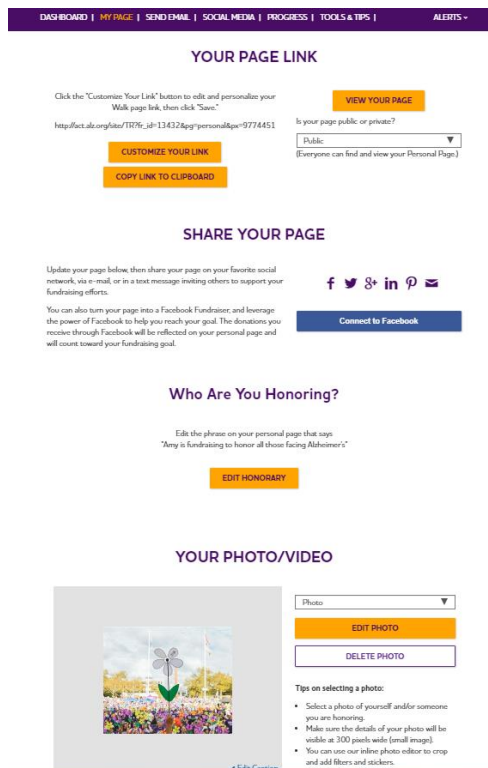 DASHBOARD | MY PAGE | SEND EMAIL | SOCIAL MEDIA | PROGRESS | TOOLS & TIPS | ALERTS
YOUR PAGE LINK
Click the "Customize Your Link" button to edit and personalize your
Walk page link, then click "Save."
http://act.alz.org/site/TR?fr_id=13432&pg=personal&px=9774451
CUSTOMIZE YOUR LINK
COPY LINK TO CLIPBOARD
VIEW YOUR PAGE
Is your page public or private?
Public
(Everyone can find and view your Personal Page.)
SHARE YOUR PAGE
Update your page below, then share your page on your favorite social
network, via e-mail, or in a text message inviting others to support your
fundraising efforts.
You can also turn your page into a Facebook Fundraiser, and leverage
the power of Facebook to help you reach your goal. The donations you
receive through Facebook will be reflected on your personal page and
will count toward your fundraising goal.
Connect to Facebook
Who Are You Honoring?
Edit the phrase on your personal page that says
"Amy is fundraising to honor all those facing Alzheimer's"
EDIT HONORARY
YOUR PHOTO/VIDEO
Photo
EDIT PHOTO
DELETE PHOTO
Tips on selecting a photo:
• Select a photo of yourself and/or someone
you are honoring.
• Make sure the details of your photo will be
visible at 300 pixels wide (small image).
• You can use our inline photo editor to crop
and add filters and stickers.
+ Edit Caption